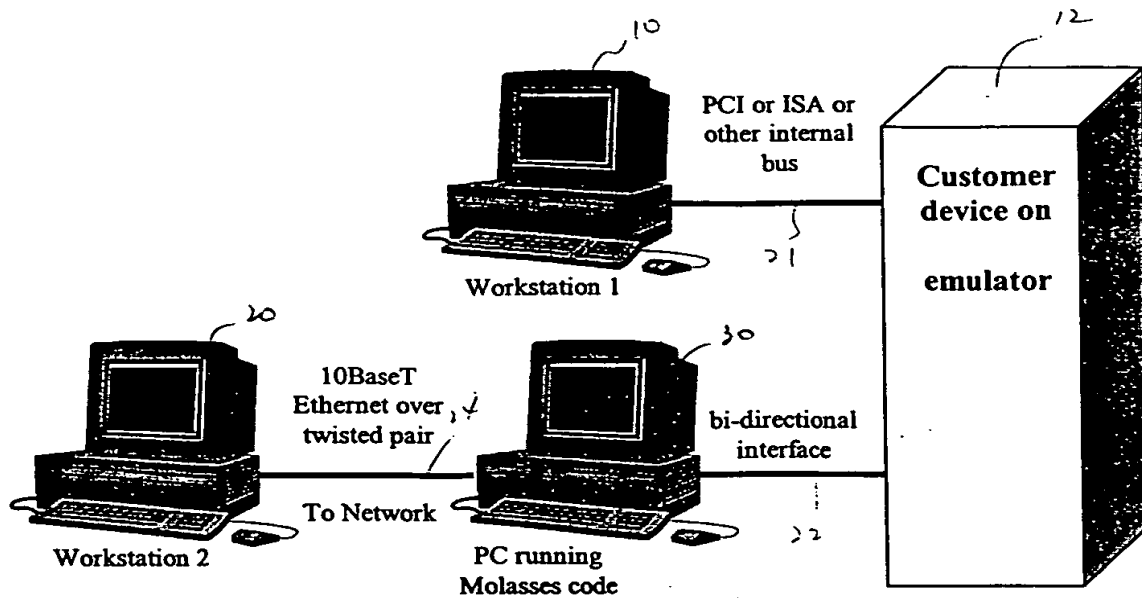 10
12
PCI or ISA or
other internal
bus
Customer
device on
emulator
21
Workstation 1
20
30
10BaseT
Ethernet over
twisted pair
bi-directional
interface
To Network
22
Workstation 2
PC running
Molasses code